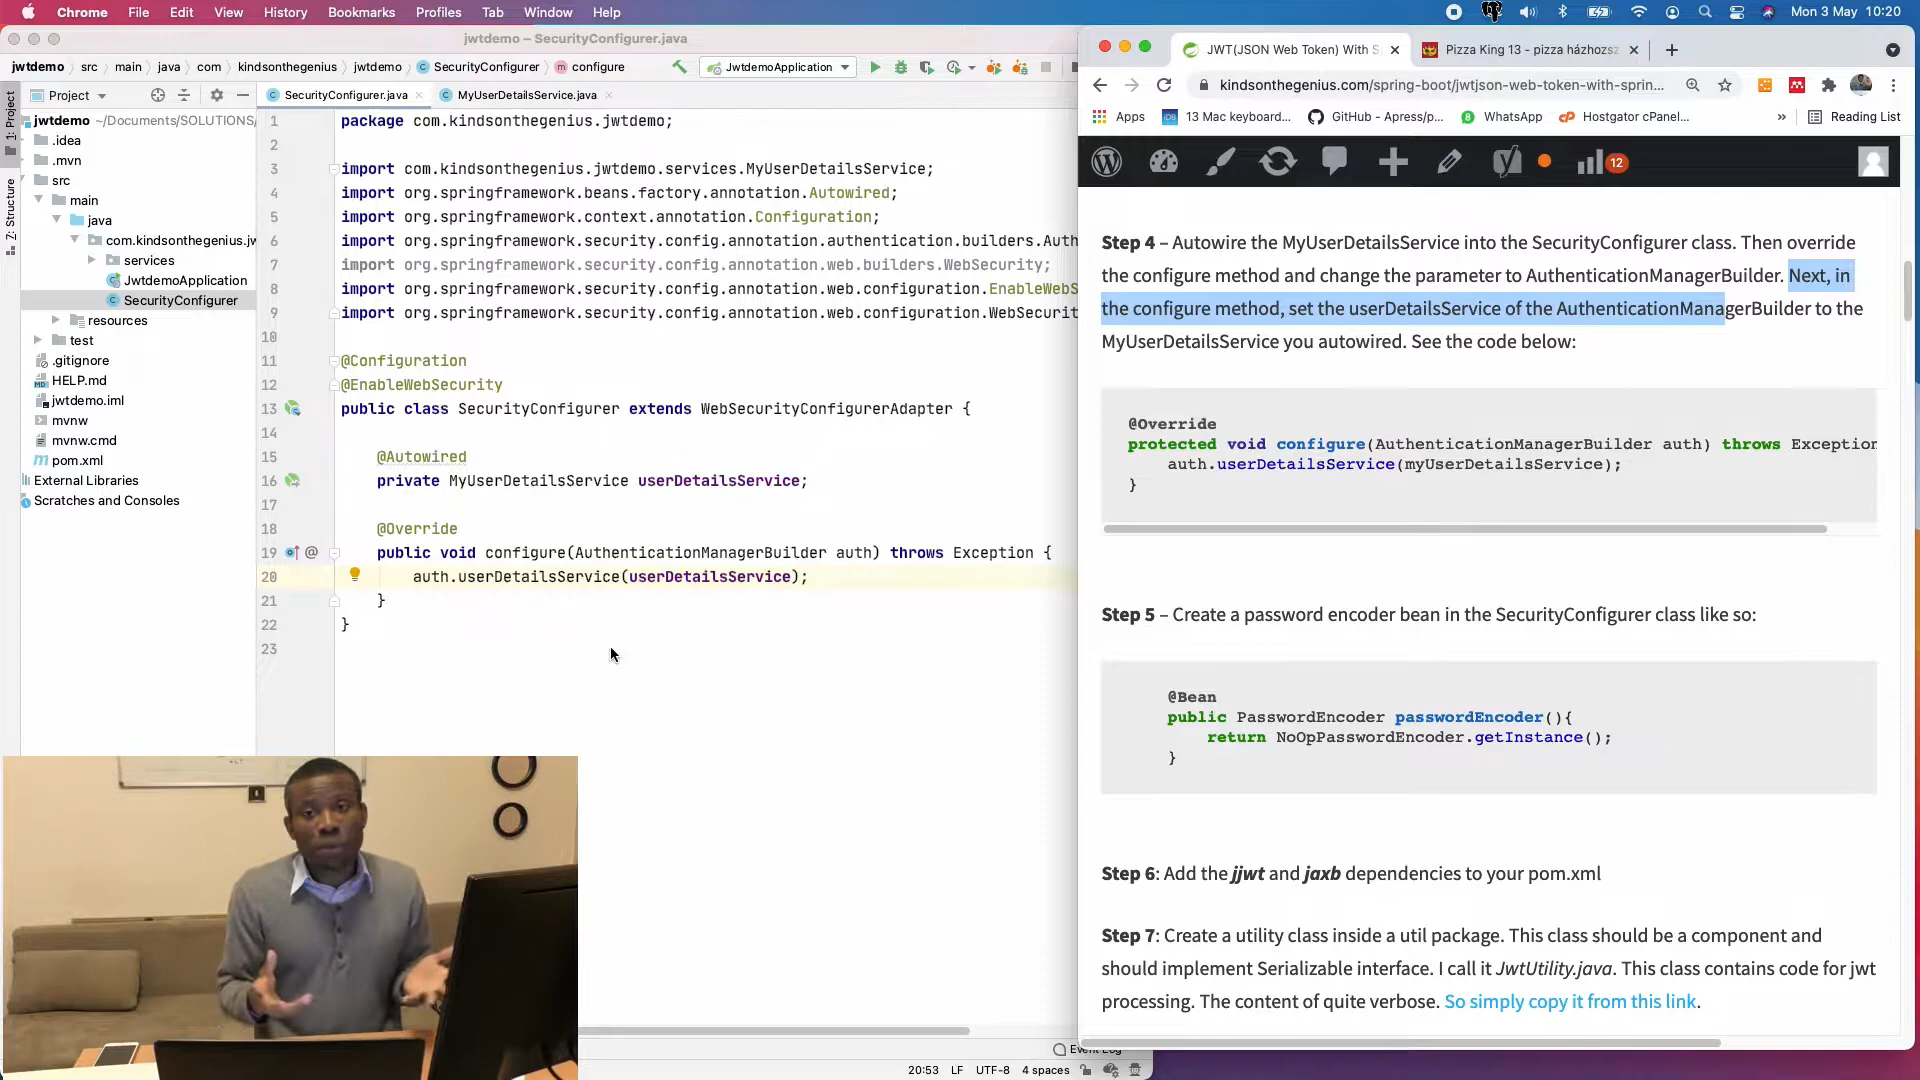 Chrome File Edit View History Bookmarks Profiles Tab Window Help Mon 3 May 10:20
jwtdemo – SecurityConfigurer.java
jwtdemo src main java com kindsonthegenius jwtdemo SecurityConfigurer configure JwtdemoApplication
Project SecurityConfigurer.java MyUserDetailsService.java
1: Project
Z: Structure
jwtdemo ~/Documents/SOLUTIONS/
.idea
.mvn
src
main
java
com.kindsonthegenius.jw
services
JwtdemoApplication
SecurityConfigurer
resources
test
.gitignore
HELP.md
jwtdemo.iml
mvnw
mvnw.cmd
pom.xml
External Libraries
Scratches and Consoles
1 package com.kindsonthegenius.jwtdemo;
2
3 import com.kindsonthegenius.jwtdemo.services.MyUserDetailsService;
4 import org.springframework.beans.factory.annotation.Autowired;
5 import org.springframework.context.annotation.Configuration;
6 import org.springframework.security.config.annotation.authentication.builders.Auth
7 import org.springframework.security.config.annotation.web.builders.WebSecurity;
8 import org.springframework.security.config.annotation.web.configuration.EnableWebS
9 import org.springframework.security.config.annotation.web.configuration.WebSecurit
10
11 @Configuration
12 @EnableWebSecurity
13 public class SecurityConfigurer extends WebSecurityConfigurerAdapter {
14
15 @Autowired
16 private MyUserDetailsService userDetailsService;
17
18 @Override
19 @ public void configure(AuthenticationManagerBuilder auth) throws Exception {
20 auth.userDetailsService(userDetailsService);
21 }
22 }
23
Event Log
20:53 LF UTF-8 4 spaces
JWT(JSON Web Token) With S Pizza King 13 - pizza házhozsz
kindsonthegenius.com/spring-boot/jwtjson-web-token-with-sprin...
Apps 13 Mac keyboard... GitHub - Apress/p... WhatsApp cP Hostgator cPanel... » Reading List
12
Step 4 – Autowire the MyUserDetailsService into the SecurityConfigurer class. Then override
the configure method and change the parameter to AuthenticationManagerBuilder. Next, in
the configure method, set the userDetailsService of the AuthenticationManagerBuilder to the
MyUserDetailsService you autowired. See the code below:
@Override
protected void configure(AuthenticationManagerBuilder auth) throws Exception
auth.userDetailsService(myUserDetailsService);
}
Step 5 – Create a password encoder bean in the SecurityConfigurer class like so:
@Bean
public PasswordEncoder passwordEncoder(){
return NoOpPasswordEncoder.getInstance();
}
Step 6: Add the jjwt and jaxb dependencies to your pom.xml
Step 7: Create a utility class inside a util package. This class should be a component and
should implement Serializable interface. I call it JwtUtility.java. This class contains code for jwt
processing. The content of quite verbose. So simply copy it from this link.